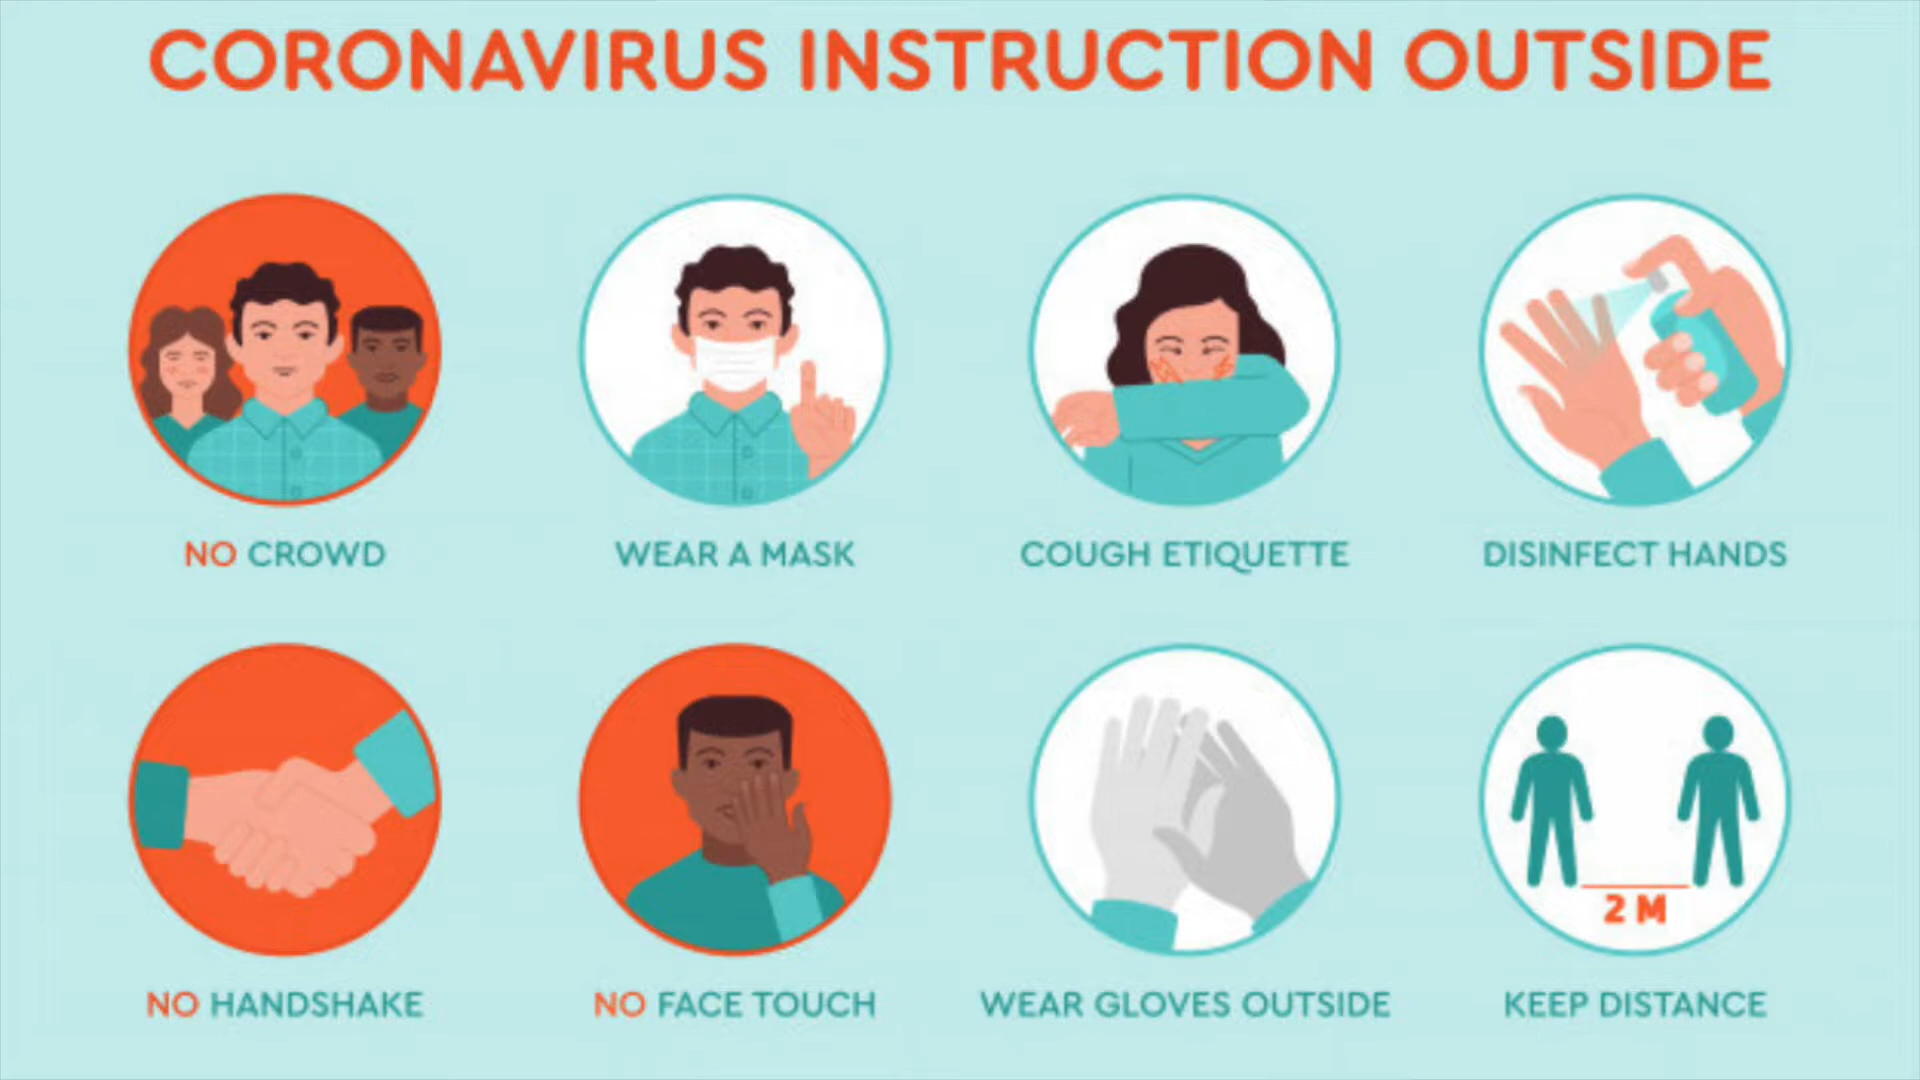 CORONAVIRUS INSTRUCTION OUTSIDE
NO CROWD
WEAR A MASK
COUGH ETIQUETTE
DISINFECT HANDS
2 M
NO HANDSHAKE
NO FACE TOUCH
WEAR GLOVES OUTSIDE
KEEP DISTANCE